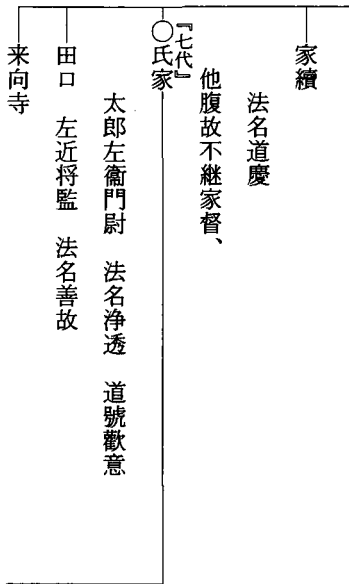 家續
法名道慶
他腹故不継家督、
『七代』
○氏家
太郎左衞門尉　法名浄透　道號歡意
田口　左近将監　法名善故
来向寺